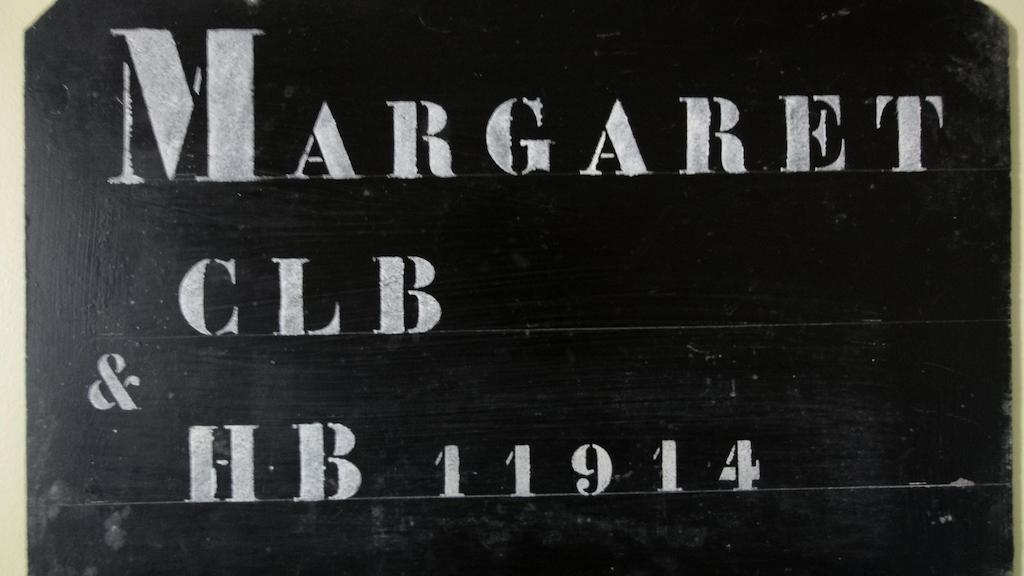 MARGARET
CLB
&
HB 11914